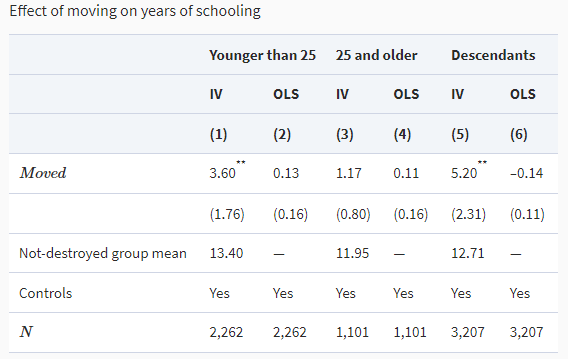 Effect of moving on years of schooling
Younger than 25 25 and older Descendants
IV OLS IV OLS IV OLS
(1) (2) (3) (4) (5) (6)
Moved 3.60** 0.13 1.17 0.11 5.20** –0.14
(1.76) (0.16) (0.80) (0.16) (2.31) (0.11)
Not-destroyed group mean 13.40 — 11.95 — 12.71 —
Controls Yes Yes Yes Yes Yes Yes
N 2,262 2,262 1,101 1,101 3,207 3,207